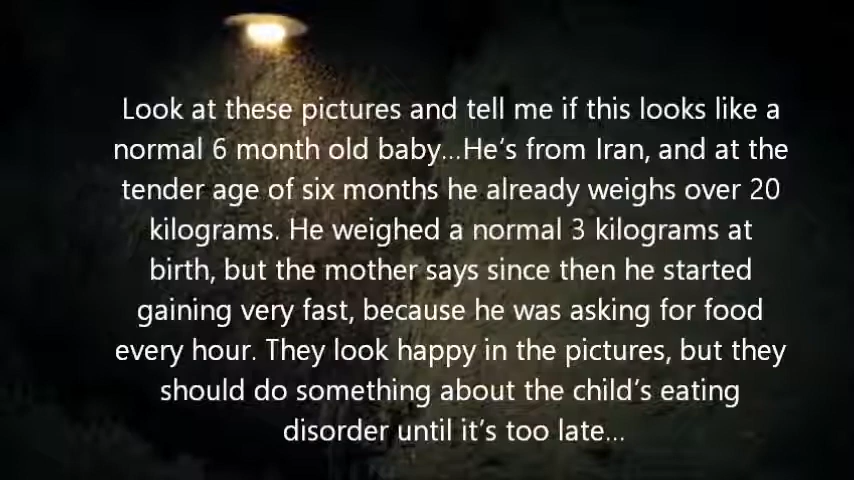 Look at these pictures and tell me if this looks like a
normal 6 month old baby...He's from Iran, and at the
tender age of six months he already weighs over 20
kilograms. He weighed a normal 3 kilograms at
birth, but the mother says since then he started
gaining very fast, because he was asking for food
every hour. They look happy in the pictures, but they
should do something about the child's eating
disorder until it's too late...